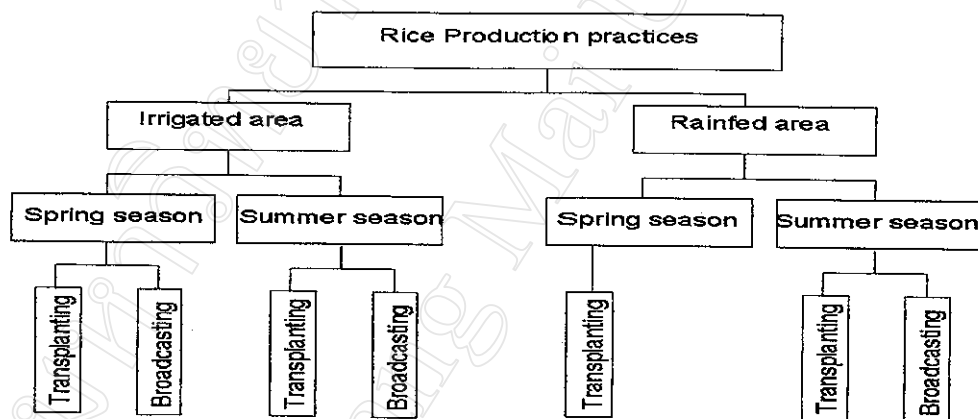 Rice Production practices
Irrigated area
Rainfed area
Spring season
Summer season
Spring season
Summer season
Transplanting
Broadcasting
Transplanting
Broadcasting
Transplanting
Transplanting
Broadcasting